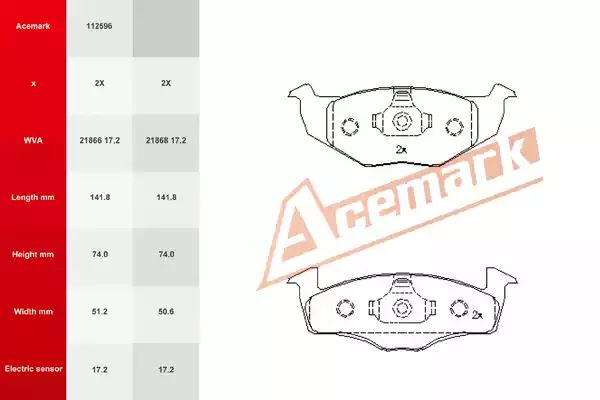 Acemark 112596
x 2X 2X
WVA 21866 17,2 21868 17,2
Length mm 141.8 141.8
Height mm 74.0 74.0
Width mm 51.2 50.6
Electric sensor 17.2 17.2
2x
Acemark
2x